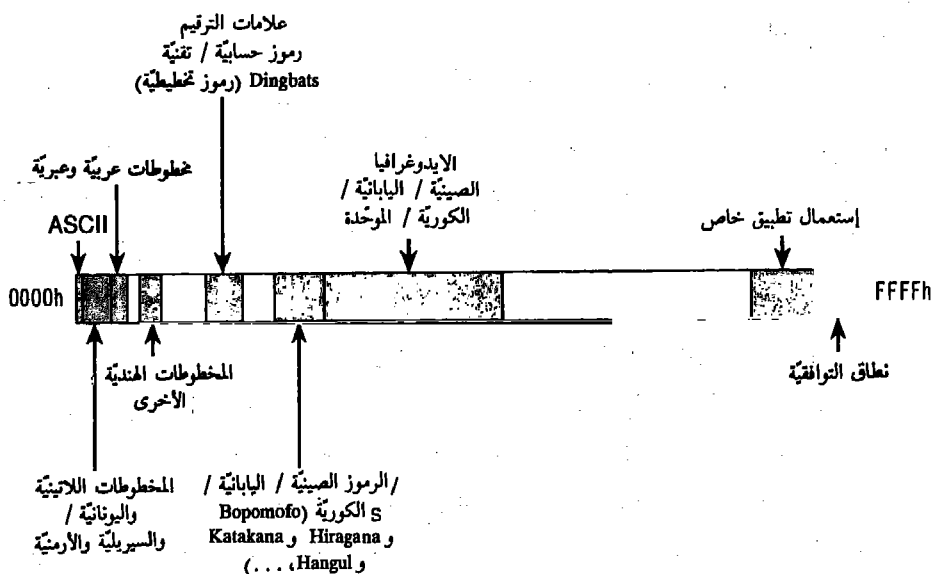 علامات الترقيم
رموز حسابيّة / تقنيّة
Dingbats (رموز تخطيطيّة)
مخطوطات عربيّة وعبريّة
الايدوغرافيا
الصينيّة / اليابانيّة /
الكوريّة / الموحّدة
إستعمال تطبيق خاص
ASCII
0000h
FFFFh
المخطوطات الهنديّة
الأخرى
نطاق التوافقيّة
المخطوطات اللاتينيّة
واليونانيّة /
والسيريليّة والأرمنيّة
/الرموز الصينيّة / اليابانيّة /
S الكوريّة (Bopomofo
و Hiragana و Katakana
و Hangul، ...)